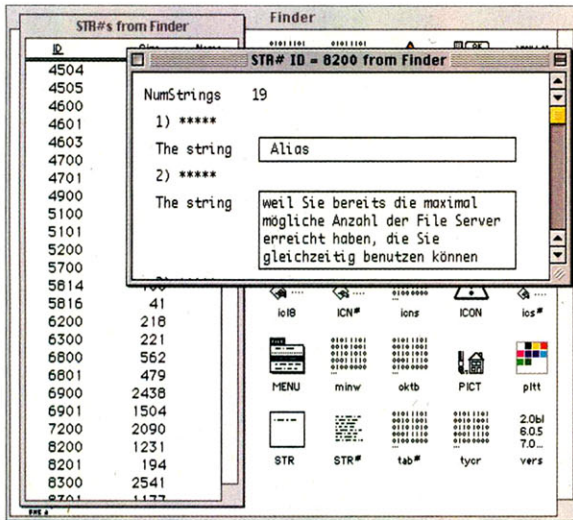 Finder
STR#s from Finder
ID
STR# ID = 8200 from Finder
NumStrings 19
1) *****
The string Alias
2) *****
The string weil Sie bereits die maximal
mögliche Anzahl der File Server
erreicht haben, die Sie
gleichzeitig benutzen können
4504
4505
4600
4601
4603
4700
4701
4900
5100
5101
5200
5700
5814
5816 41
6200 218
6300 221
6800 562
6801 479
6900 2438
6901 1504
7200 2090
8200 1231
8201 194
8300 2541
icl8 ICN# icns ICON ics#
MENU minw oktb PICT pltt
2.0b1
6.0.5
7.0...
STR STR# tab# tycr vers